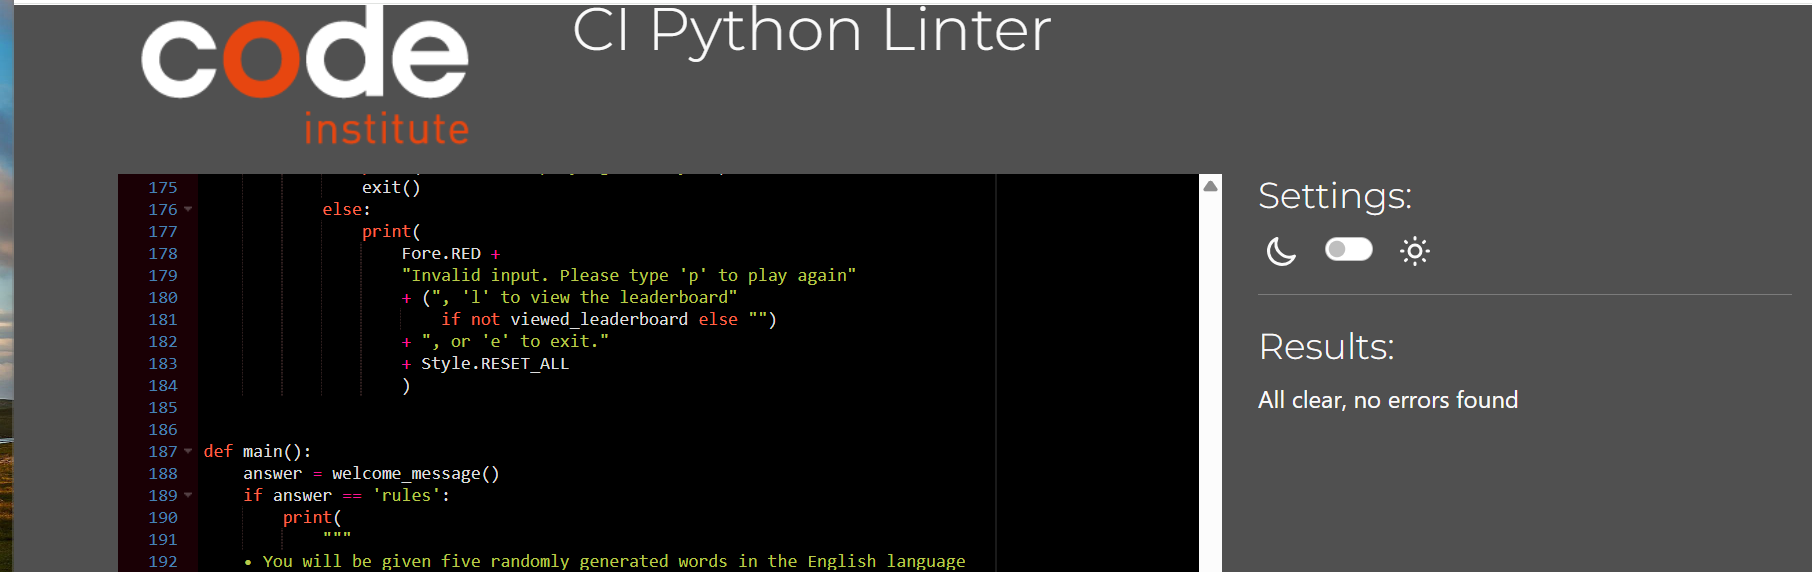 code
institute
CI Python Linter
175 exit()
176 else:
177 print(
178 Fore.RED +
179 "Invalid input. Please type 'p' to play again"
180 + (", 'l' to view the leaderboard"
181 if not viewed_leaderboard else "")
182 + ", or 'e' to exit."
183 + Style.RESET_ALL
184 )
185
186
187 def main():
188 answer = welcome_message()
189 if answer == 'rules':
190 print(
191 """
192 • You will be given five randomly generated words in the English language
Settings:
Results:
All clear, no errors found